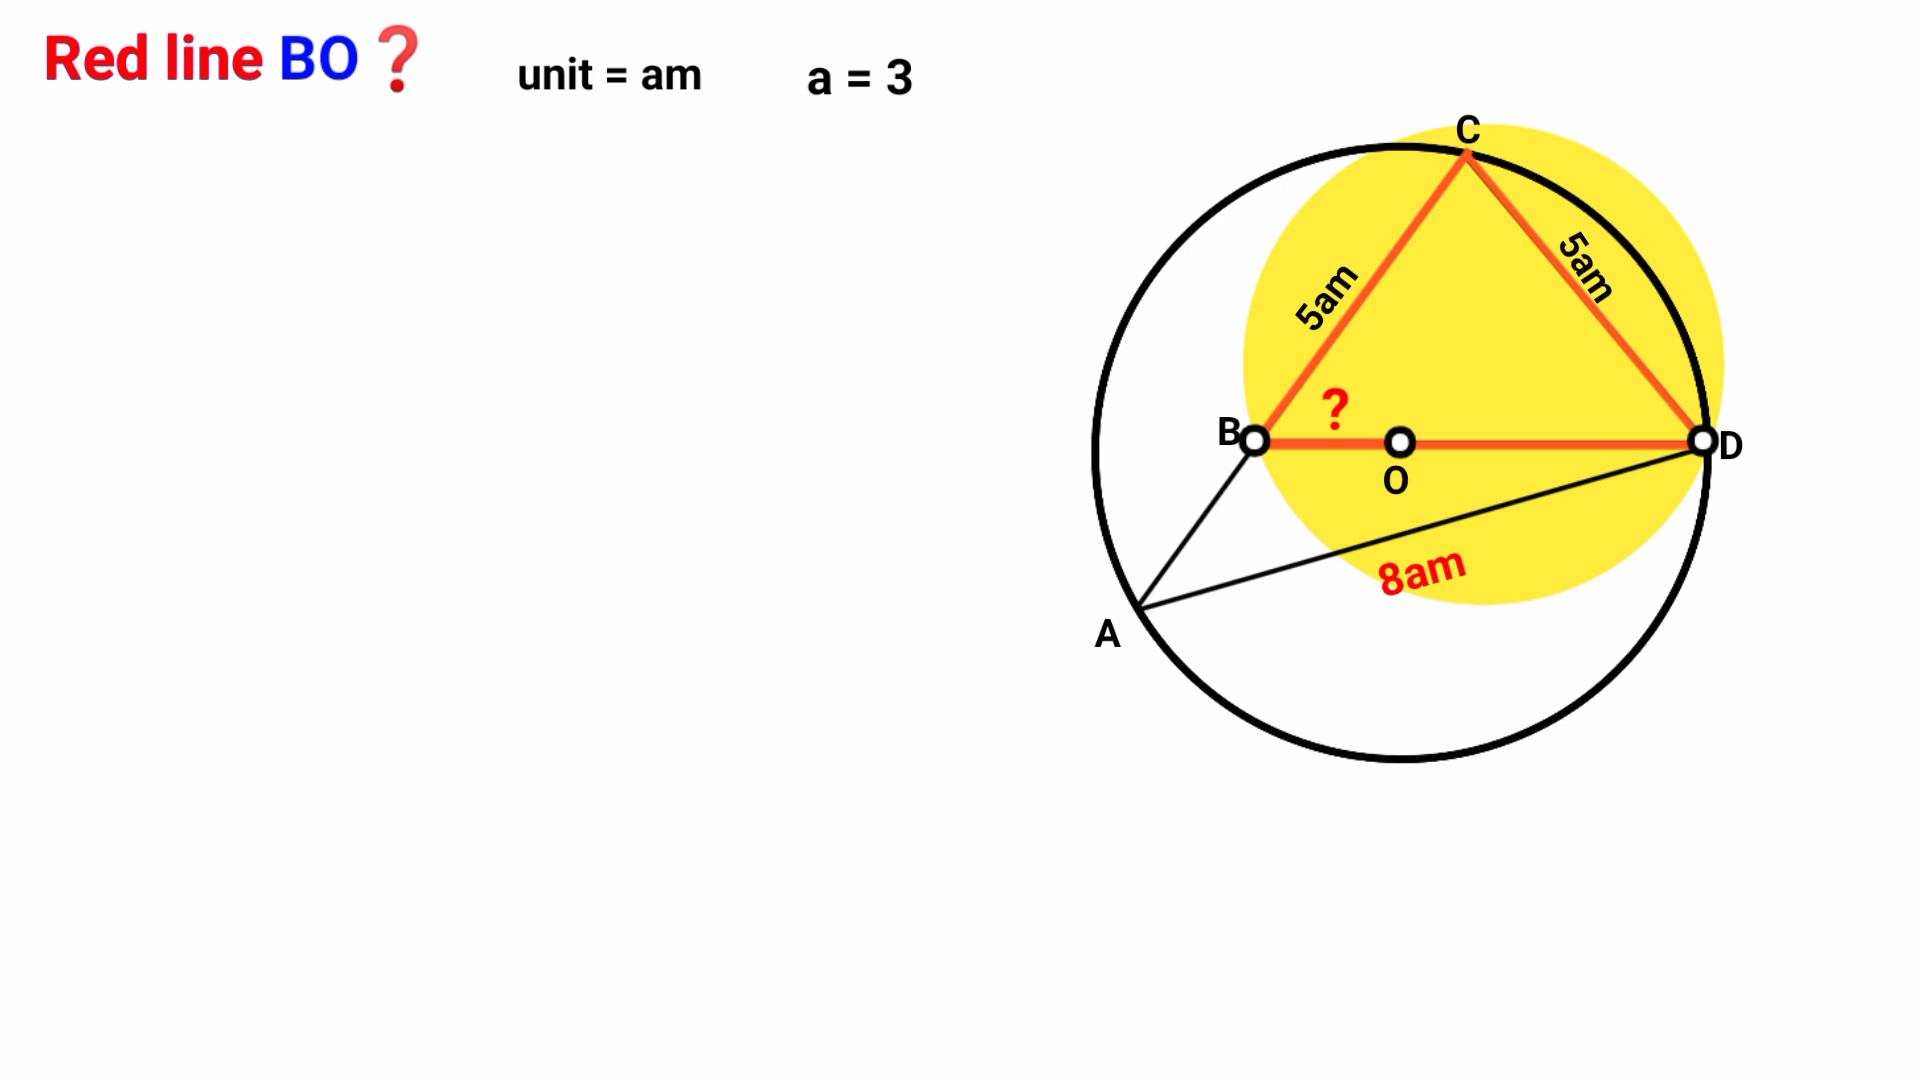 Red line BO❓
unit = am
a = 3
C
5am
5am
?
B
O
D
8am
A